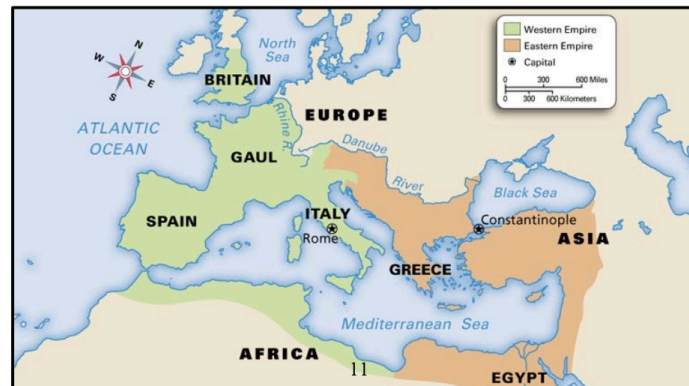 Western Empire
Eastern Empire
Capital
0 300 600 Miles
0 300 600 Kilometers
N
W
E
S
North
Sea
BRITAIN
EUROPE
ATLANTIC
OCEAN
Rhine R.
GAUL
Danube
River
Black Sea
SPAIN
ITALY
Rome
Constantinople
ASIA
GREECE
Mediterranean Sea
AFRICA
11
EGYPT